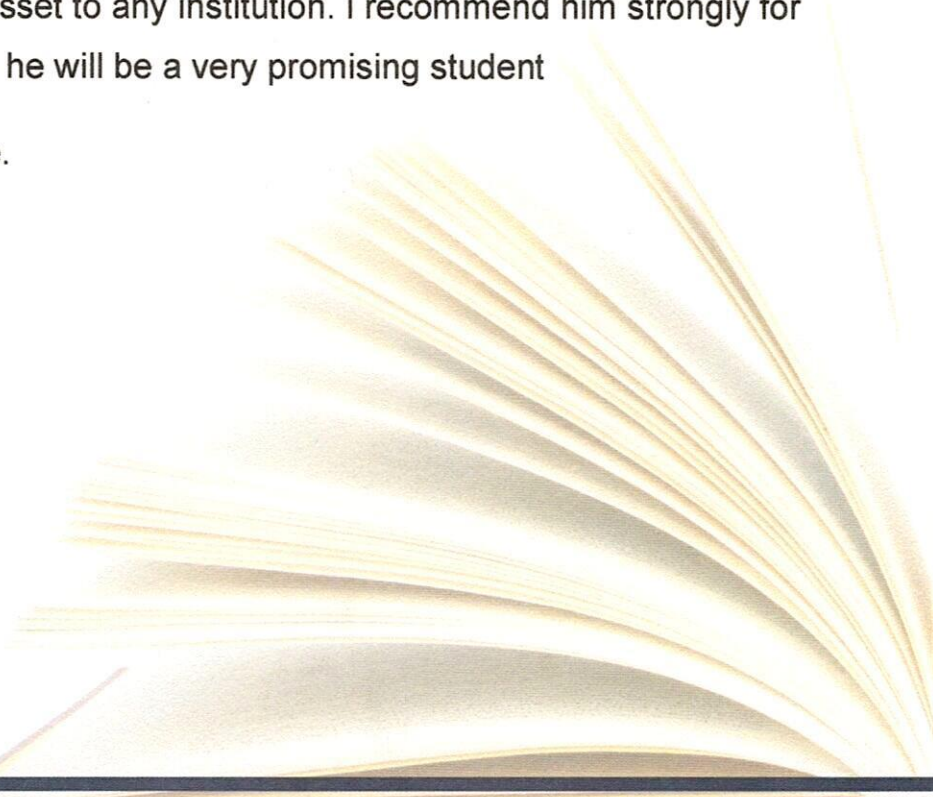 sset to any institution. I recommend him strongly for
he will be a very promising student
.